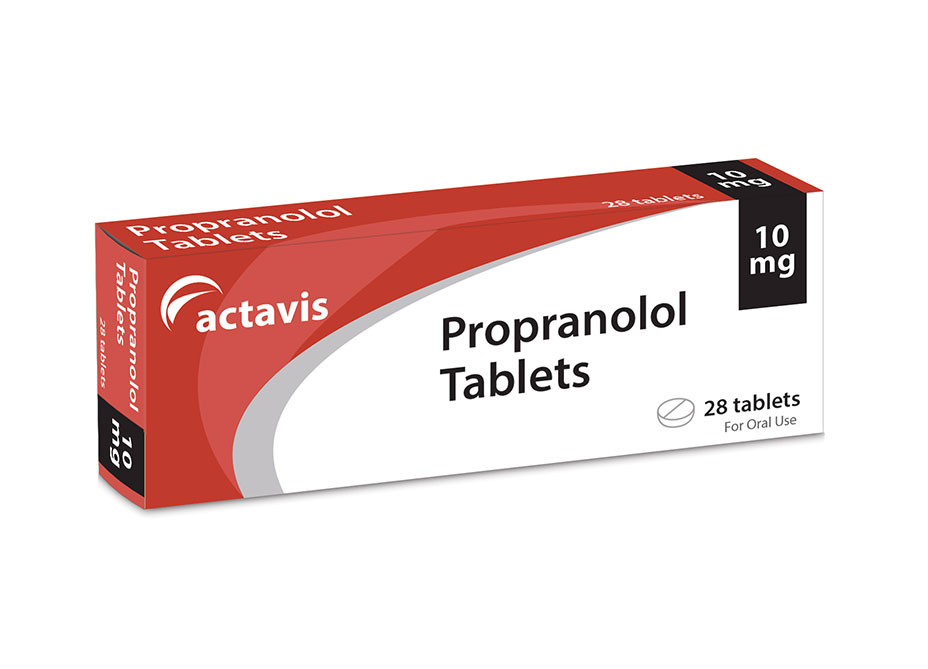 Propranolol
Tablets
28 tablets
10
mg
actavis
Propranolol
Tablets
10
mg
28 tablets
For Oral Use
Propranolol
Tablets
28 tablets
10
mg